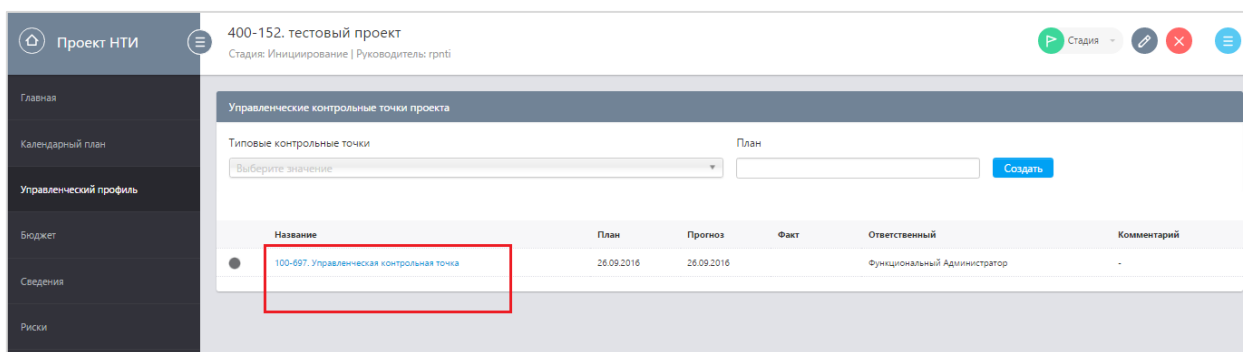 Проект НТИ
400-152. тестовый проект
Стадия: Инициирование | Руководитель: rpnti
Стадия
Главная
Календарный план
Управленческий профиль
Бюджет
Сведения
Риски
Управленческие контрольные точки проекта
Типовые контрольные точки План
Выберите значение Создать
Название План Прогноз Факт Ответственный Комментарий
100-697. Управленческая контрольная точка 26.09.2016 26.09.2016 Функциональный Администратор -